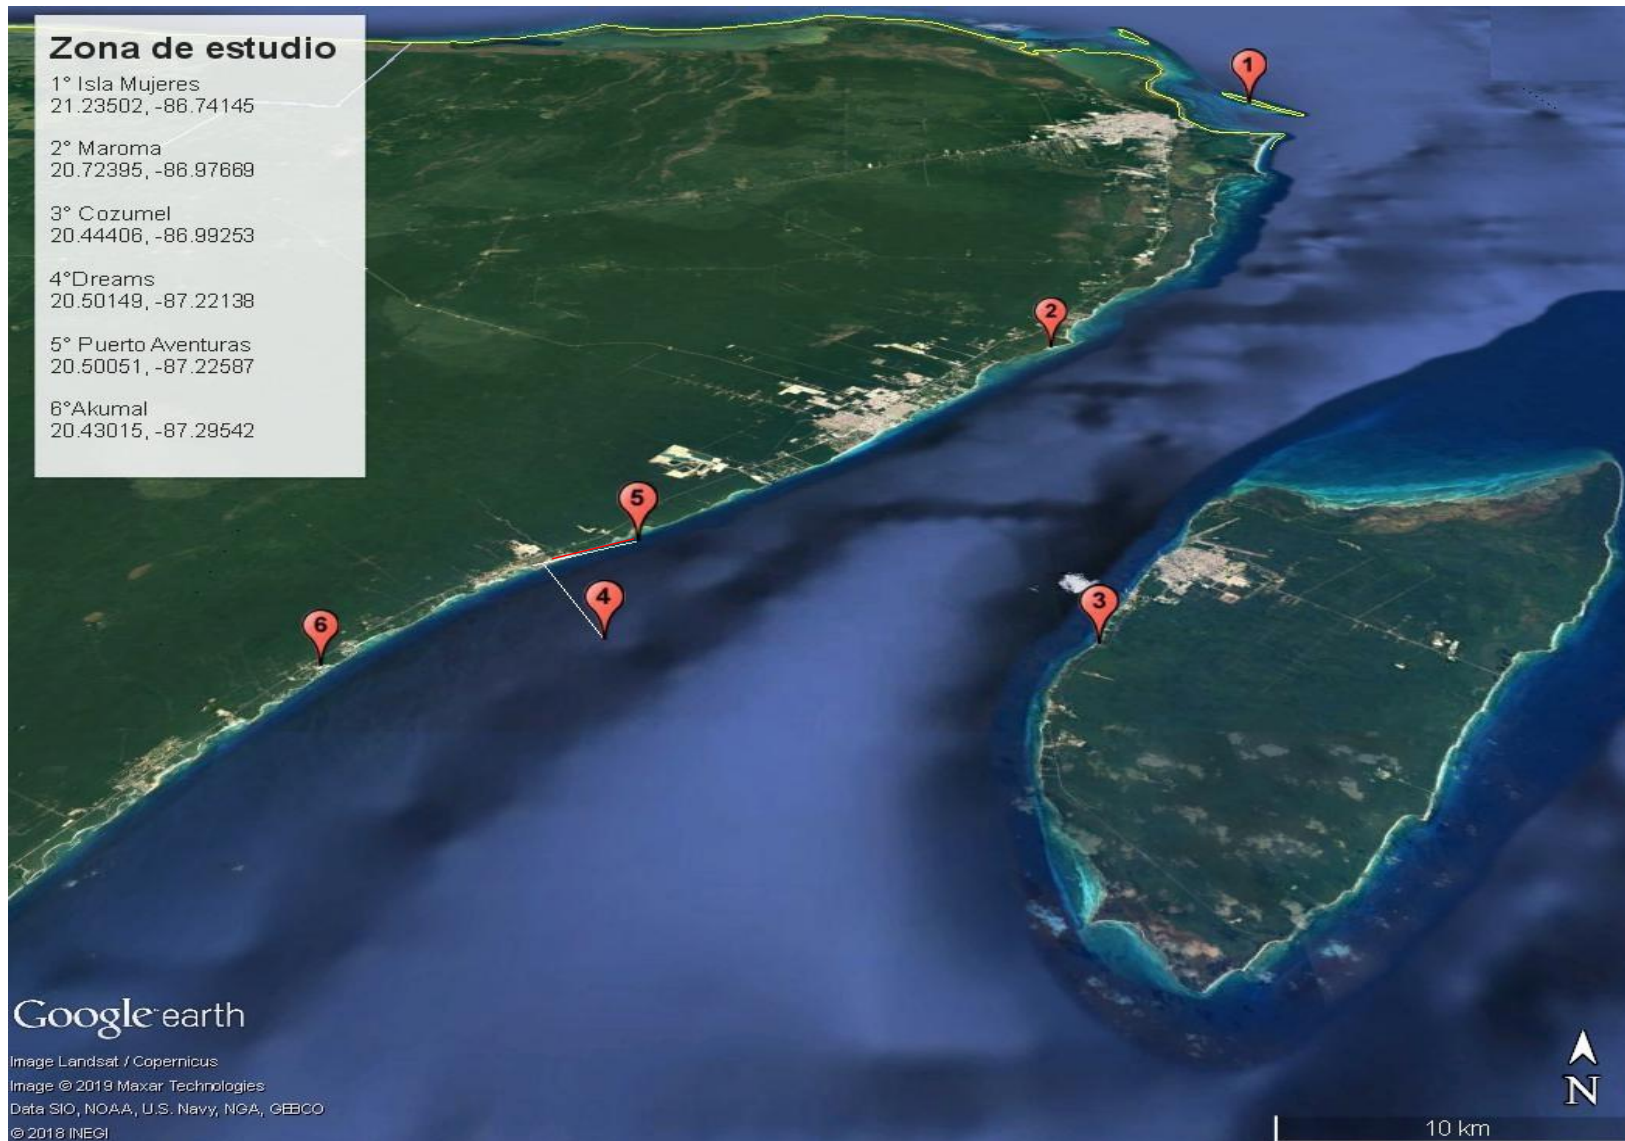 Zona de estudio
1° Isla Mujeres
21.23502, -86.74145
2° Maroma
20.72395, -86.97669
3° Cozumel
20.44406, -86.99253
4°Dreams
20.50149, -87.22138
5° Puerto Aventuras
20.50051, -87.22587
6°Akumal
20.43015, -87.29542
1
2
5
4
3
6
Google earth
Image Landsat / Copernicus
Image © 2019 Maxar Technologies
Data SIO, NOAA, U.S. Navy, NGA, GEBCO
© 2018 INEGI
N
10 km